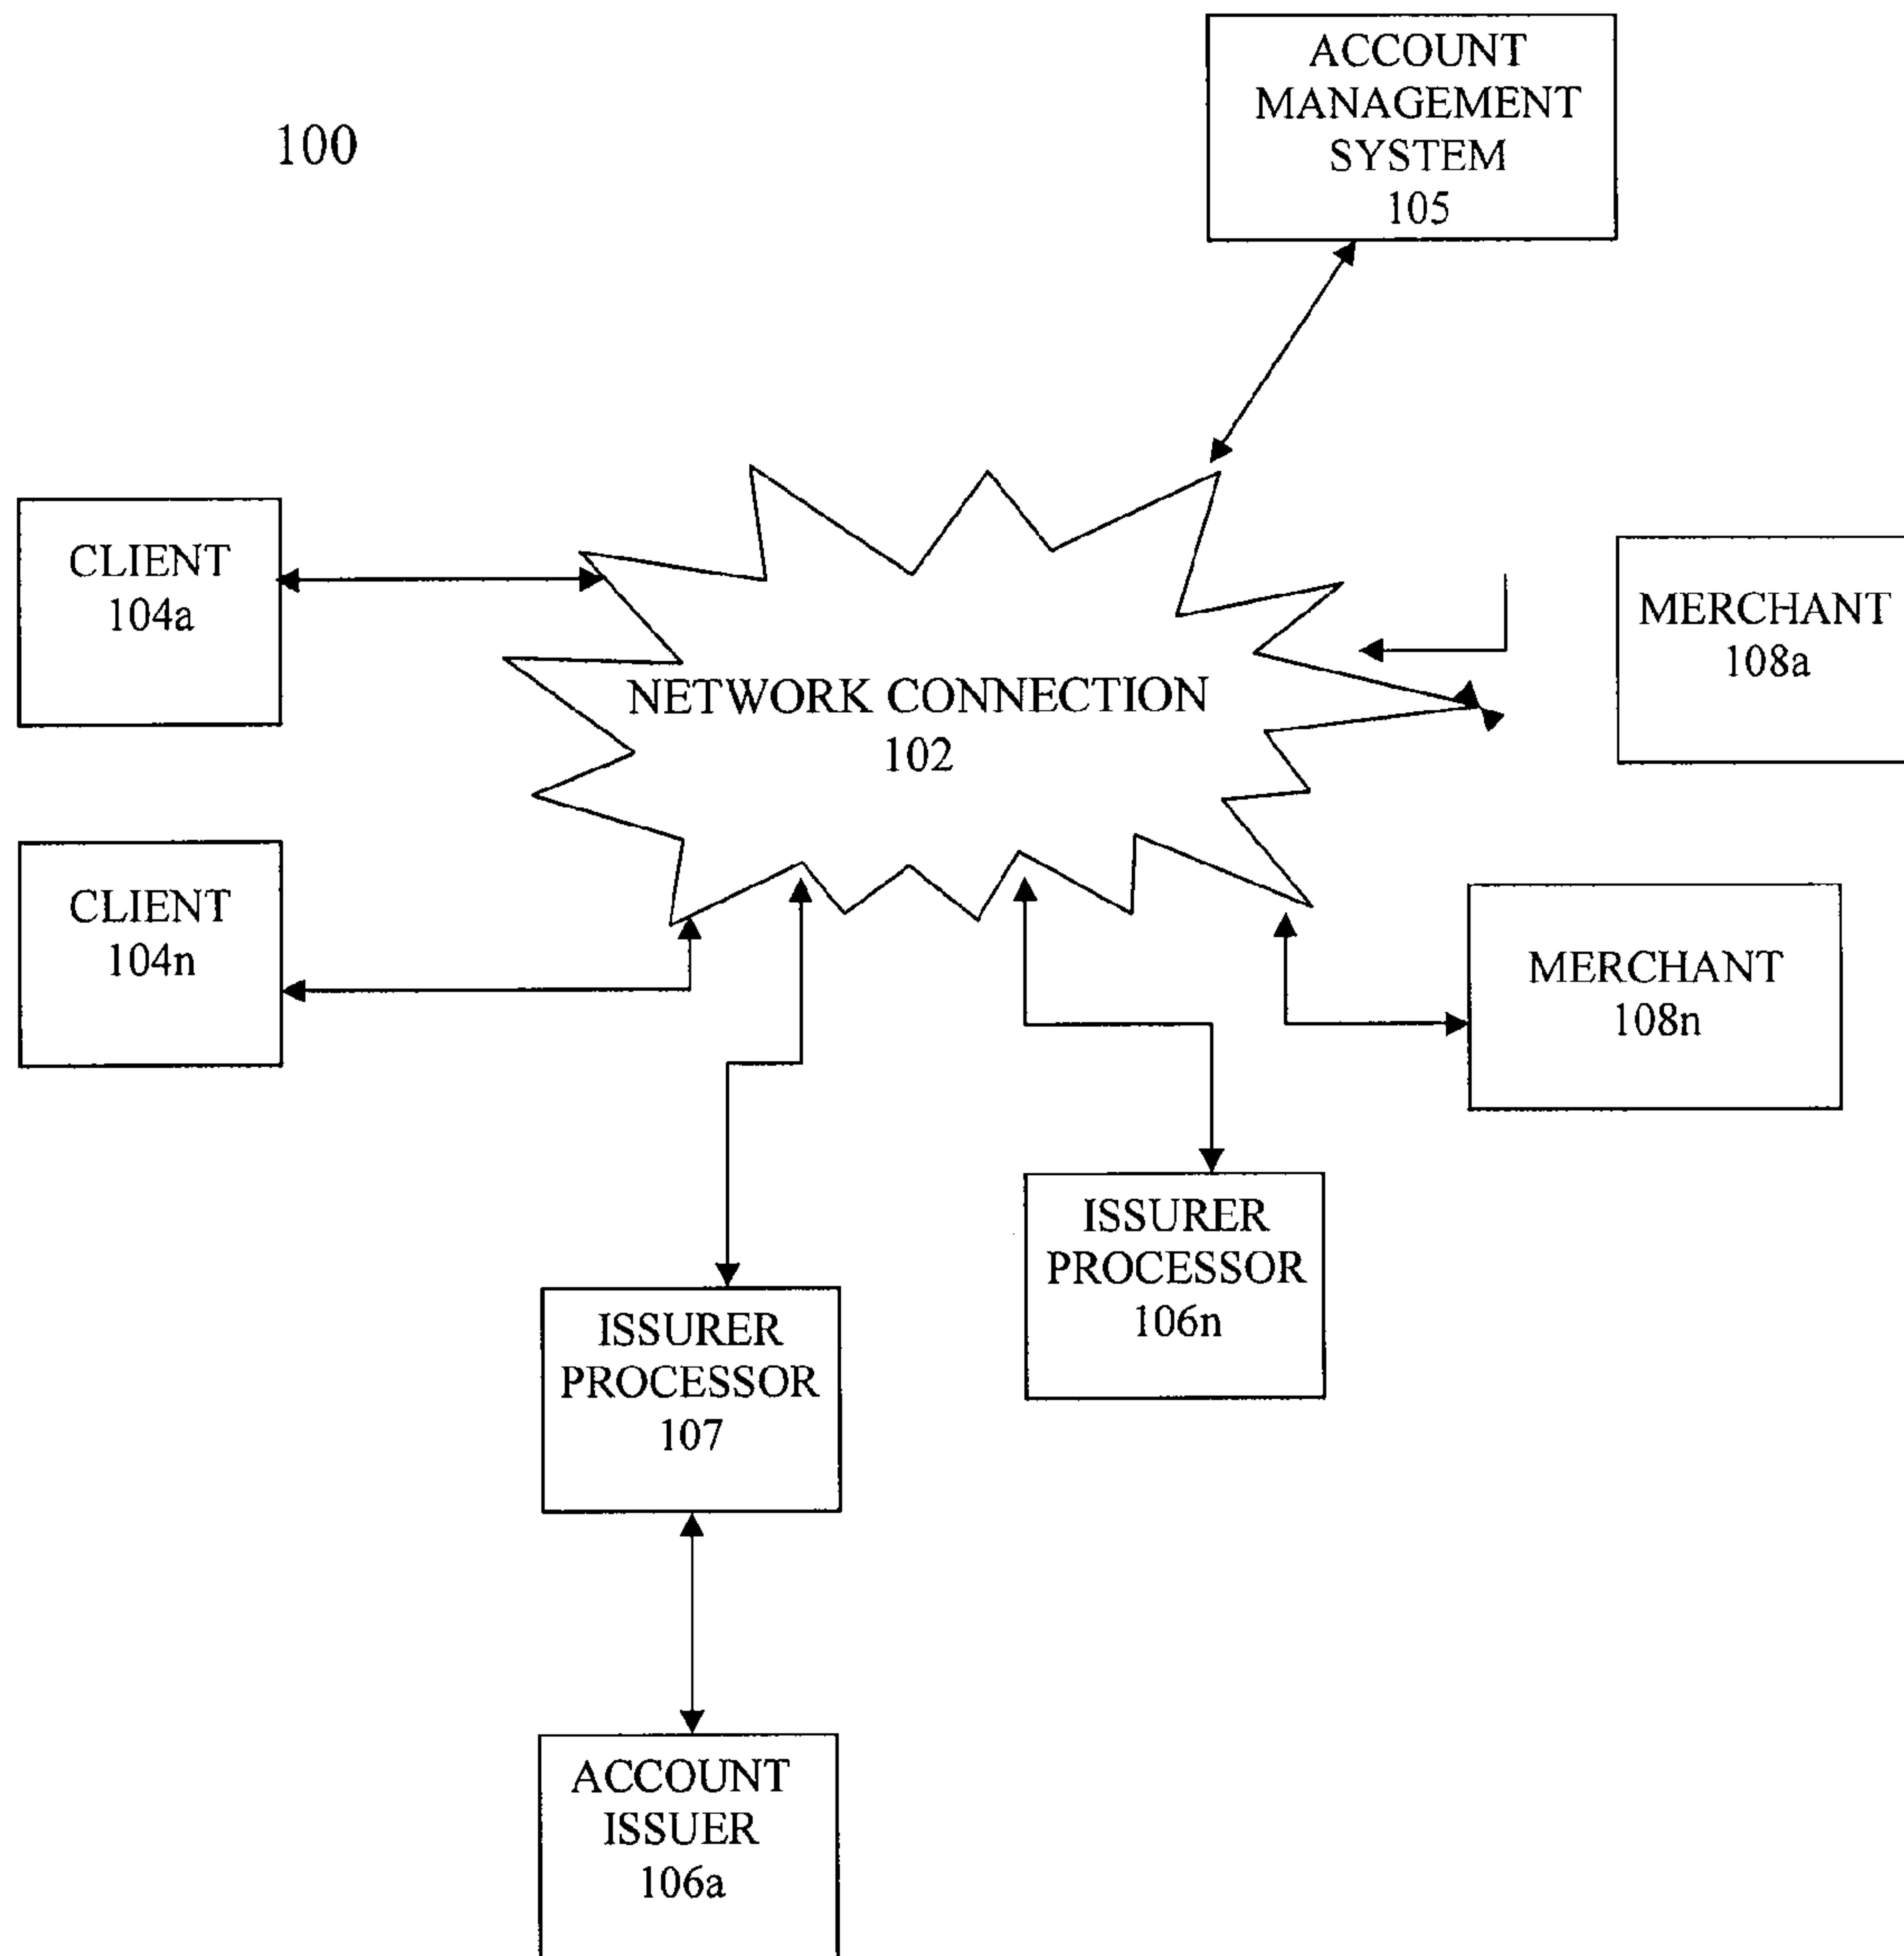 100
ACCOUNT
MANAGEMENT
SYSTEM
105
CLIENT
104a
NETWORK CONNECTION
102
MERCHANT
108a
CLIENT
104n
MERCHANT
108n
ISSURER
PROCESSOR
106n
ISSURER
PROCESSOR
107
ACCOUNT
ISSUER
106a